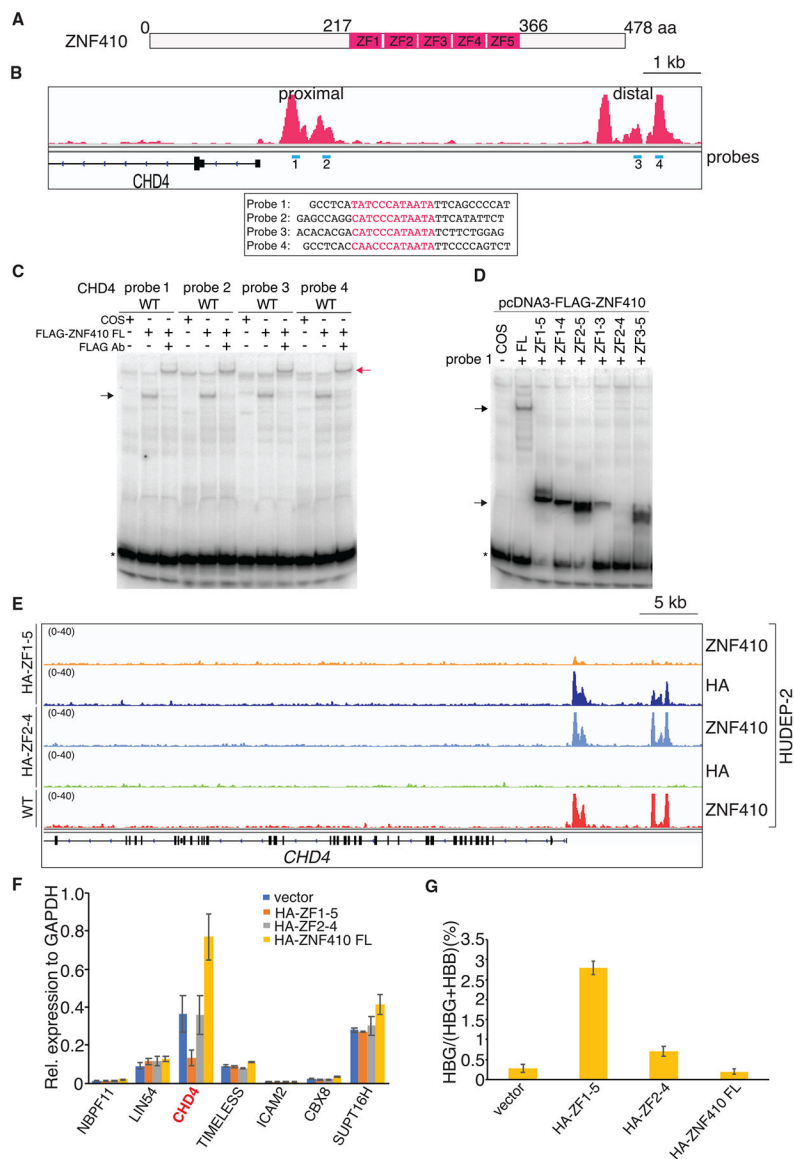 A
0 217 366 478 aa
ZNF410 ZF1 ZF2 ZF3 ZF4 ZF5
B
1 kb
proximal distal
1 2 3 4 probes
CHD4
Probe 1: GCCTCATATCCCATAATATTCAGCCCCAT
Probe 2: GAGCCAGGCATCCCATAATATTCATATTCT
Probe 3: ACACACGACATCCCATAATATCTTCTGGAG
Probe 4: GCCTCACCAACCCATAATATTCCCCAGTCT
C
CHD4 probe 1 probe 2 probe 3 probe 4
WT WT WT WT
COS + - - + - - + - - + - -
FLAG-ZNF410 FL - + + - + + - + + - + +
FLAG Ab - - + - - + - - + - - +
*
D
pcDNA3-FLAG-ZNF410
COS FL ZF1-5 ZF1-4 ZF2-5 ZF1-3 ZF2-4 ZF3-5
probe 1 - + + + + + + +
*
E
5 kb
HA-ZF1-5
(0-40) ZNF410
(0-40) HA
HA-ZF2-4
(0-40) ZNF410
(0-40) HA
WT
(0-40) ZNF410
HUDEP-2
CHD4
F
Rel. expression to GAPDH
1.0
0.8
0.6
0.4
0.2
0
vector
HA-ZF1-5
HA-ZF2-4
HA-ZNF410 FL
NBPF11 LIN54 CHD4 TIMELESS ICAM2 CBX8 SUPT16H
G
HBG/(HBG+HBB)(%)
3.5
3
2.5
2
1.5
1
0.5
0
vector HA-ZF1-5 HA-ZF2-4 HA-ZNF410 FL